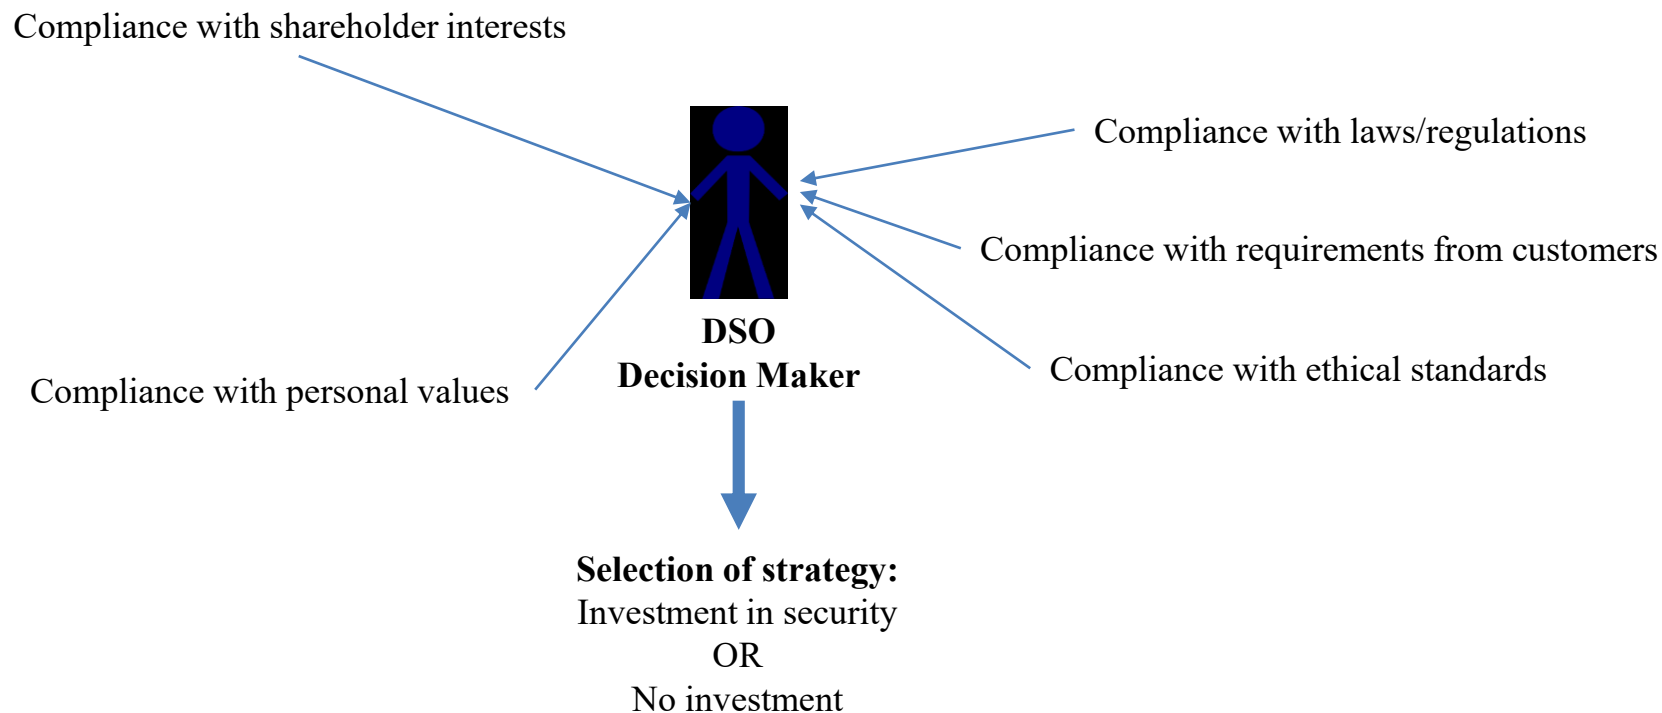 Compliance with shareholder interests
Compliance with laws/regulations
Compliance with requirements from customers
DSO
Decision Maker
Compliance with ethical standards
Compliance with personal values
Selection of strategy:
Investment in security
OR
No investment